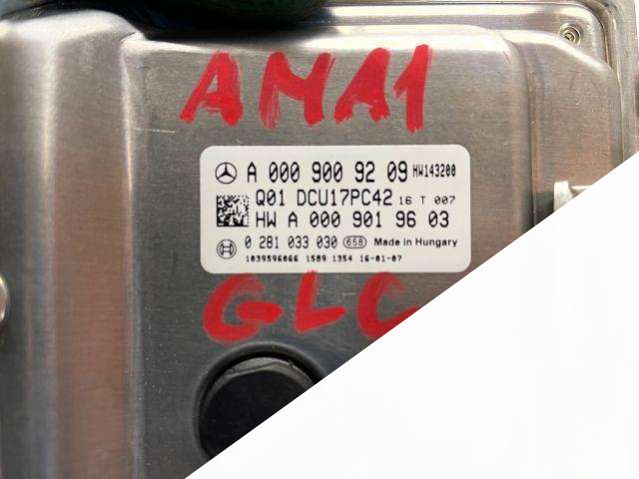 AMA1
A 000 900 92 09 HW143200
Q01 DCU17PC42 16 T 007
HW A 000 901 96 03
0 281 033 030 658 Made in Hungary
1039S96066 1589 1354 16-01-07
GLC